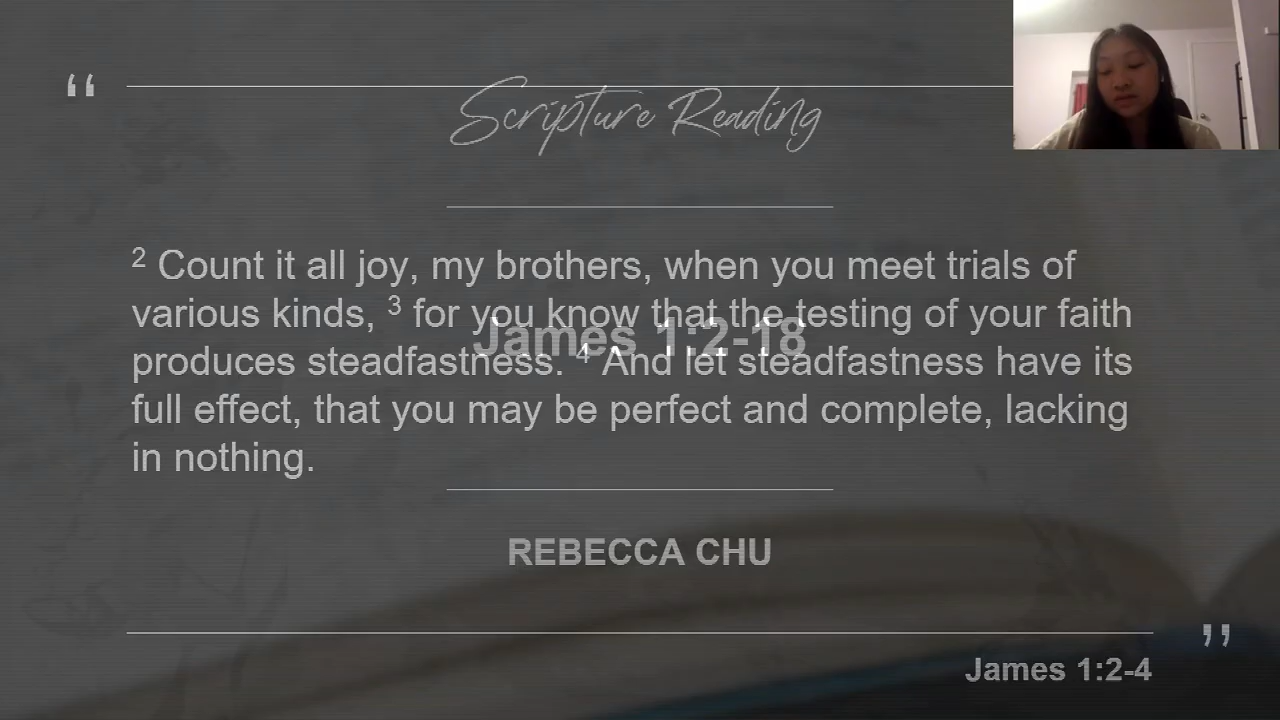 “
Scripture Reading
2 Count it all joy, my brothers, when you meet trials of
various kinds, 3 for you know that the testing of your faith
James 1:2-18
produces steadfastness. 4 And let steadfastness have its
full effect, that you may be perfect and complete, lacking
in nothing.
REBECCA CHU
”
James 1:2-4